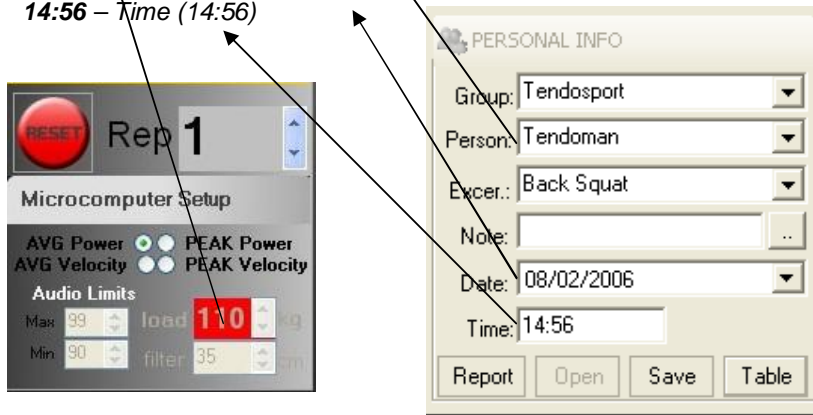 14:56 – Time (14:56)
RESET Rep 1
Microcomputer Setup
AVG Power PEAK Power
AVG Velocity PEAK Velocity
Audio Limits
Max 99 load 110 kg
Min 90 filter 35 cm
PERSONAL INFO
Group: Tendosport
Person: Tendoman
Excer.: Back Squat
Note: ..
Date: 08/02/2006
Time: 14:56
Report Open Save Table